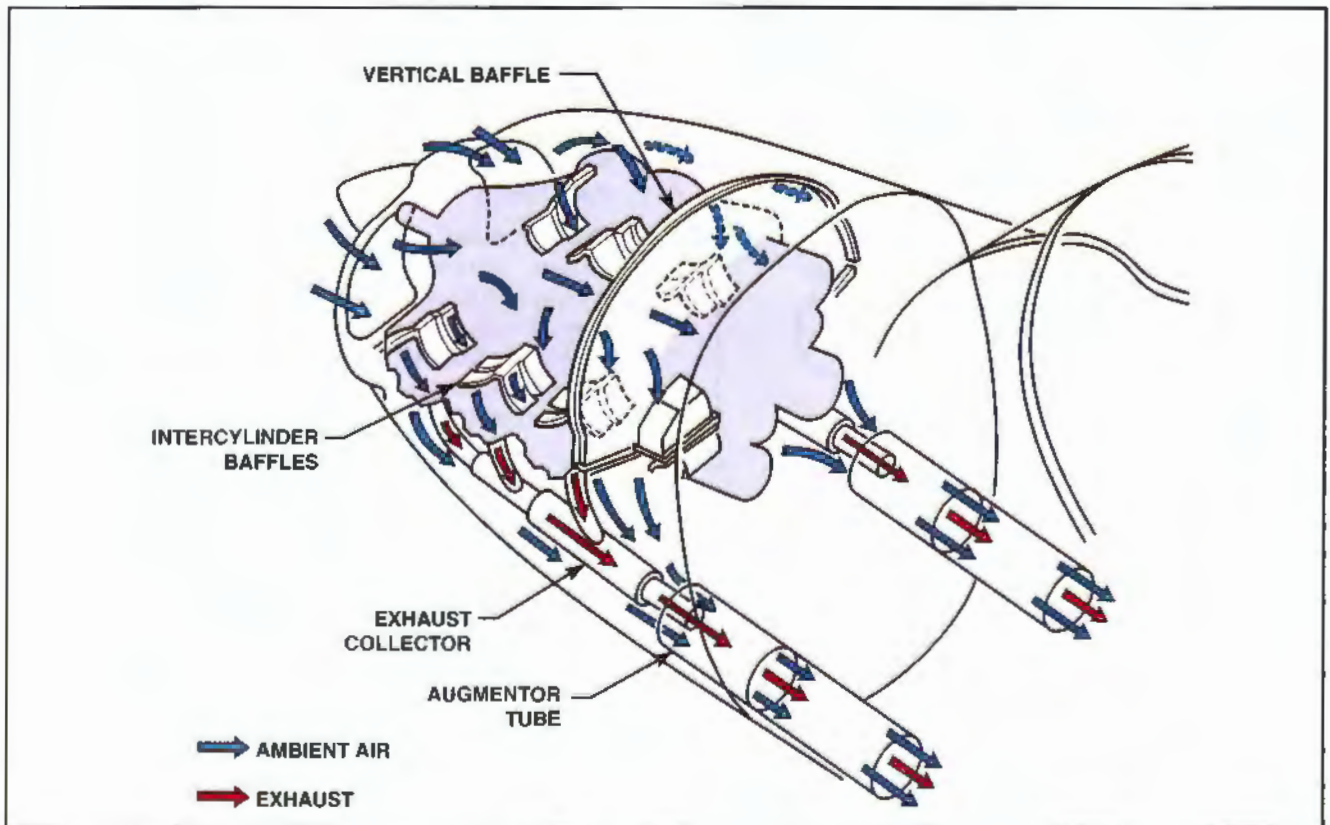 VERTICAL BAFFLE
INTERCYLINDER
BAFFLES
EXHAUST
COLLECTOR
AUGMENTOR
TUBE
AMBIENT AIR
EXHAUST